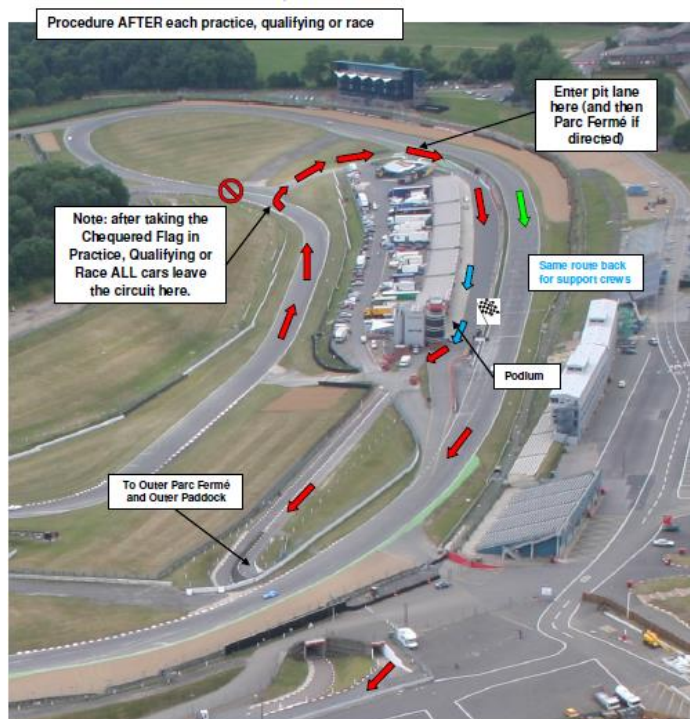 Procedure AFTER each practice, qualifying or race
Enter pit lane
here (and then
Parc Fermé if
directed)
Note: after taking the
Chequered Flag in
Practice, Qualifying or
Race ALL cars leave
the circuit here.
Same route back
for support crews
Podium
To Outer Parc Fermé
and Outer Paddock